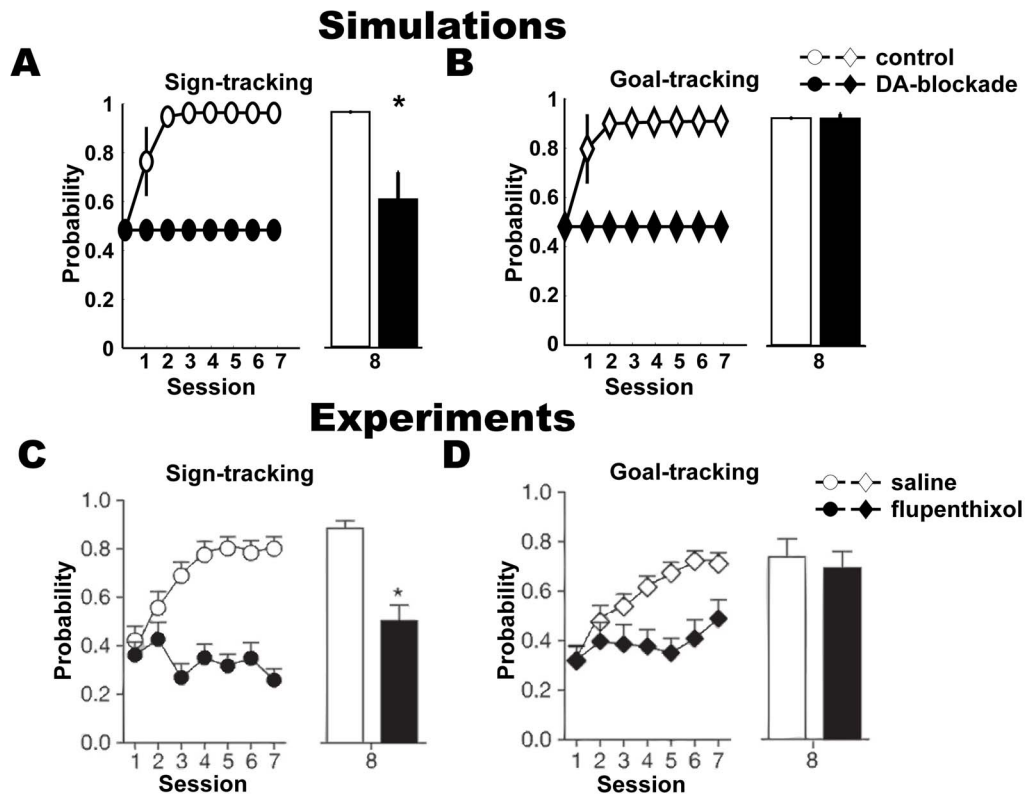 Simulations
A
B
control
DA-blockade
Sign-tracking
Goal-tracking
1
0.8
0.6
0.4
0.2
0
Probability
*
1 2 3 4 5 6 7
8
Session
1
0.8
0.6
0.4
0.2
0
Probability
1 2 3 4 5 6 7
8
Session
Experiments
C
D
Sign-tracking
Goal-tracking
saline
flupenthixol
1.0
0.8
0.6
0.4
0.2
0.0
Probability
*
1 2 3 4 5 6 7
8
Session
1.0
0.8
0.6
0.4
0.2
0.0
Probability
1 2 3 4 5 6 7
8
Session